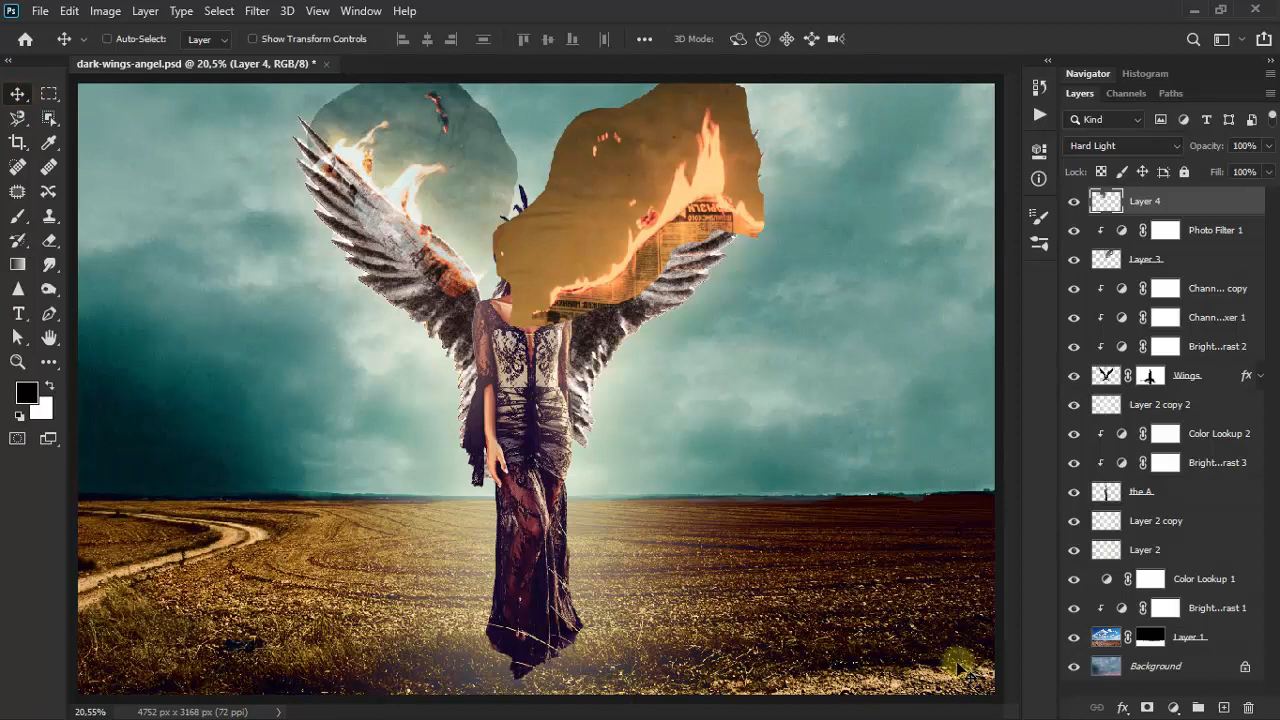 Ps File Edit Image Layer Type Select Filter 3D View Window Help
Auto-Select: Layer Show Transform Controls 3D Mode:
dark-wings-angel.psd @ 20,5% (Layer 4, RGB/8) *
Navigator Histogram
Layers Channels Paths
Kind
Hard Light Opacity: 100%
Lock: Fill: 100%
Layer 4
Photo Filter 1
Layer 3
Chann... copy
Chann...xer 1
Bright...rast 2
Wings fx
Layer 2 copy 2
Color Lookup 2
Bright...rast 3
the A
Layer 2 copy
Layer 2
Color Lookup 1
Bright...rast 1
Layer 1
Background
20,55% 4752 px x 3168 px (72 ppi)
fx